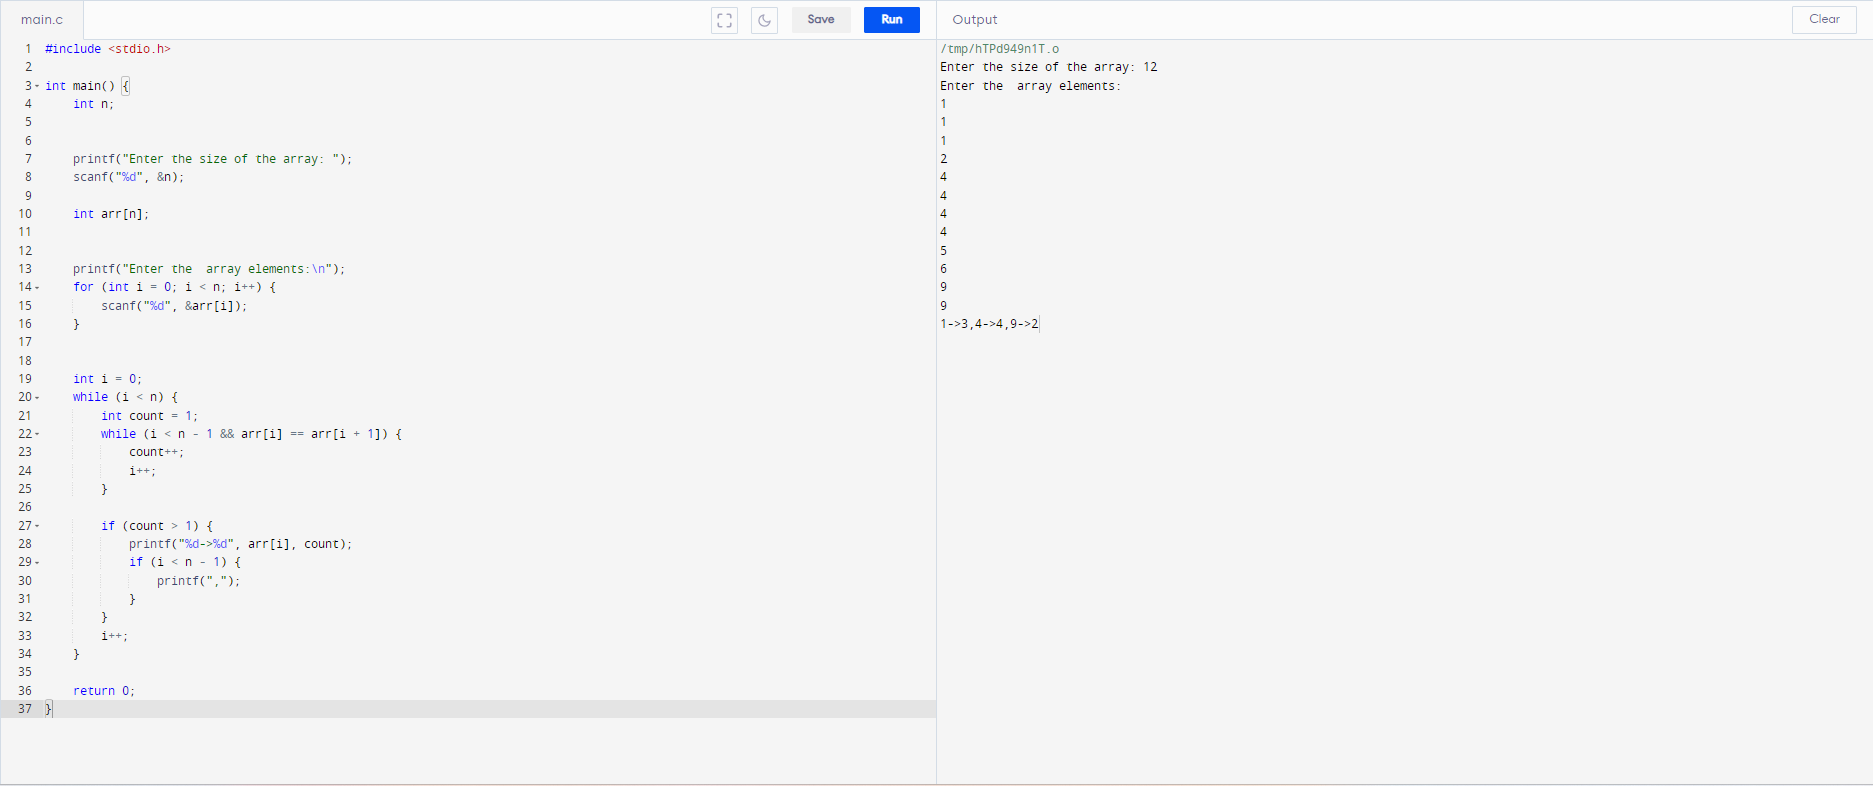 main.c
Save
Run
Output
Clear
1 #include <stdio.h>
2
3 int main() {
4     int n;
5
6
7     printf("Enter the size of the array: ");
8     scanf("%d", &n);
9
10     int arr[n];
11
12
13     printf("Enter the  array elements:\n");
14     for (int i = 0; i < n; i++) {
15         scanf("%d", &arr[i]);
16     }
17
18
19     int i = 0;
20     while (i < n) {
21         int count = 1;
22         while (i < n - 1 && arr[i] == arr[i + 1]) {
23             count++;
24             i++;
25         }
26
27         if (count > 1) {
28             printf("%d->%d", arr[i], count);
29             if (i < n - 1) {
30                 printf(",");
31             }
32         }
33         i++;
34     }
35
36     return 0;
37 }
/tmp/hTPd949n1T.o
Enter the size of the array: 12
Enter the  array elements:
1
1
1
2
4
4
4
4
5
6
9
9
1->3,4->4,9->2